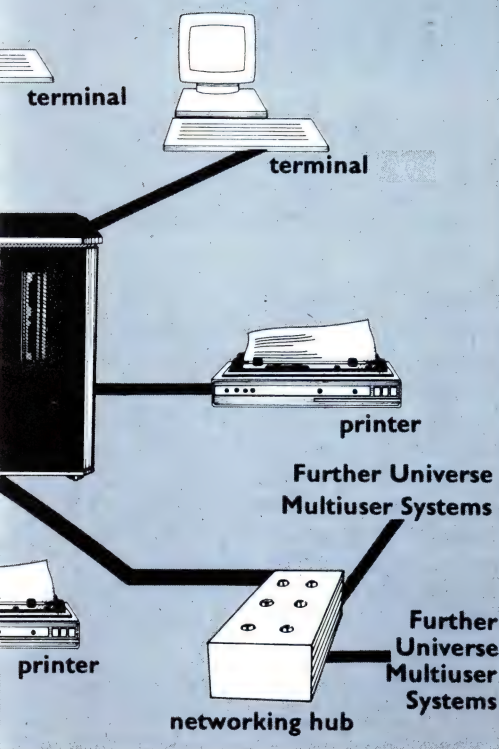 terminal
terminal
printer
Further Universe
Multiuser Systems
Further
Universe
Multiuser
Systems
printer
networking hub